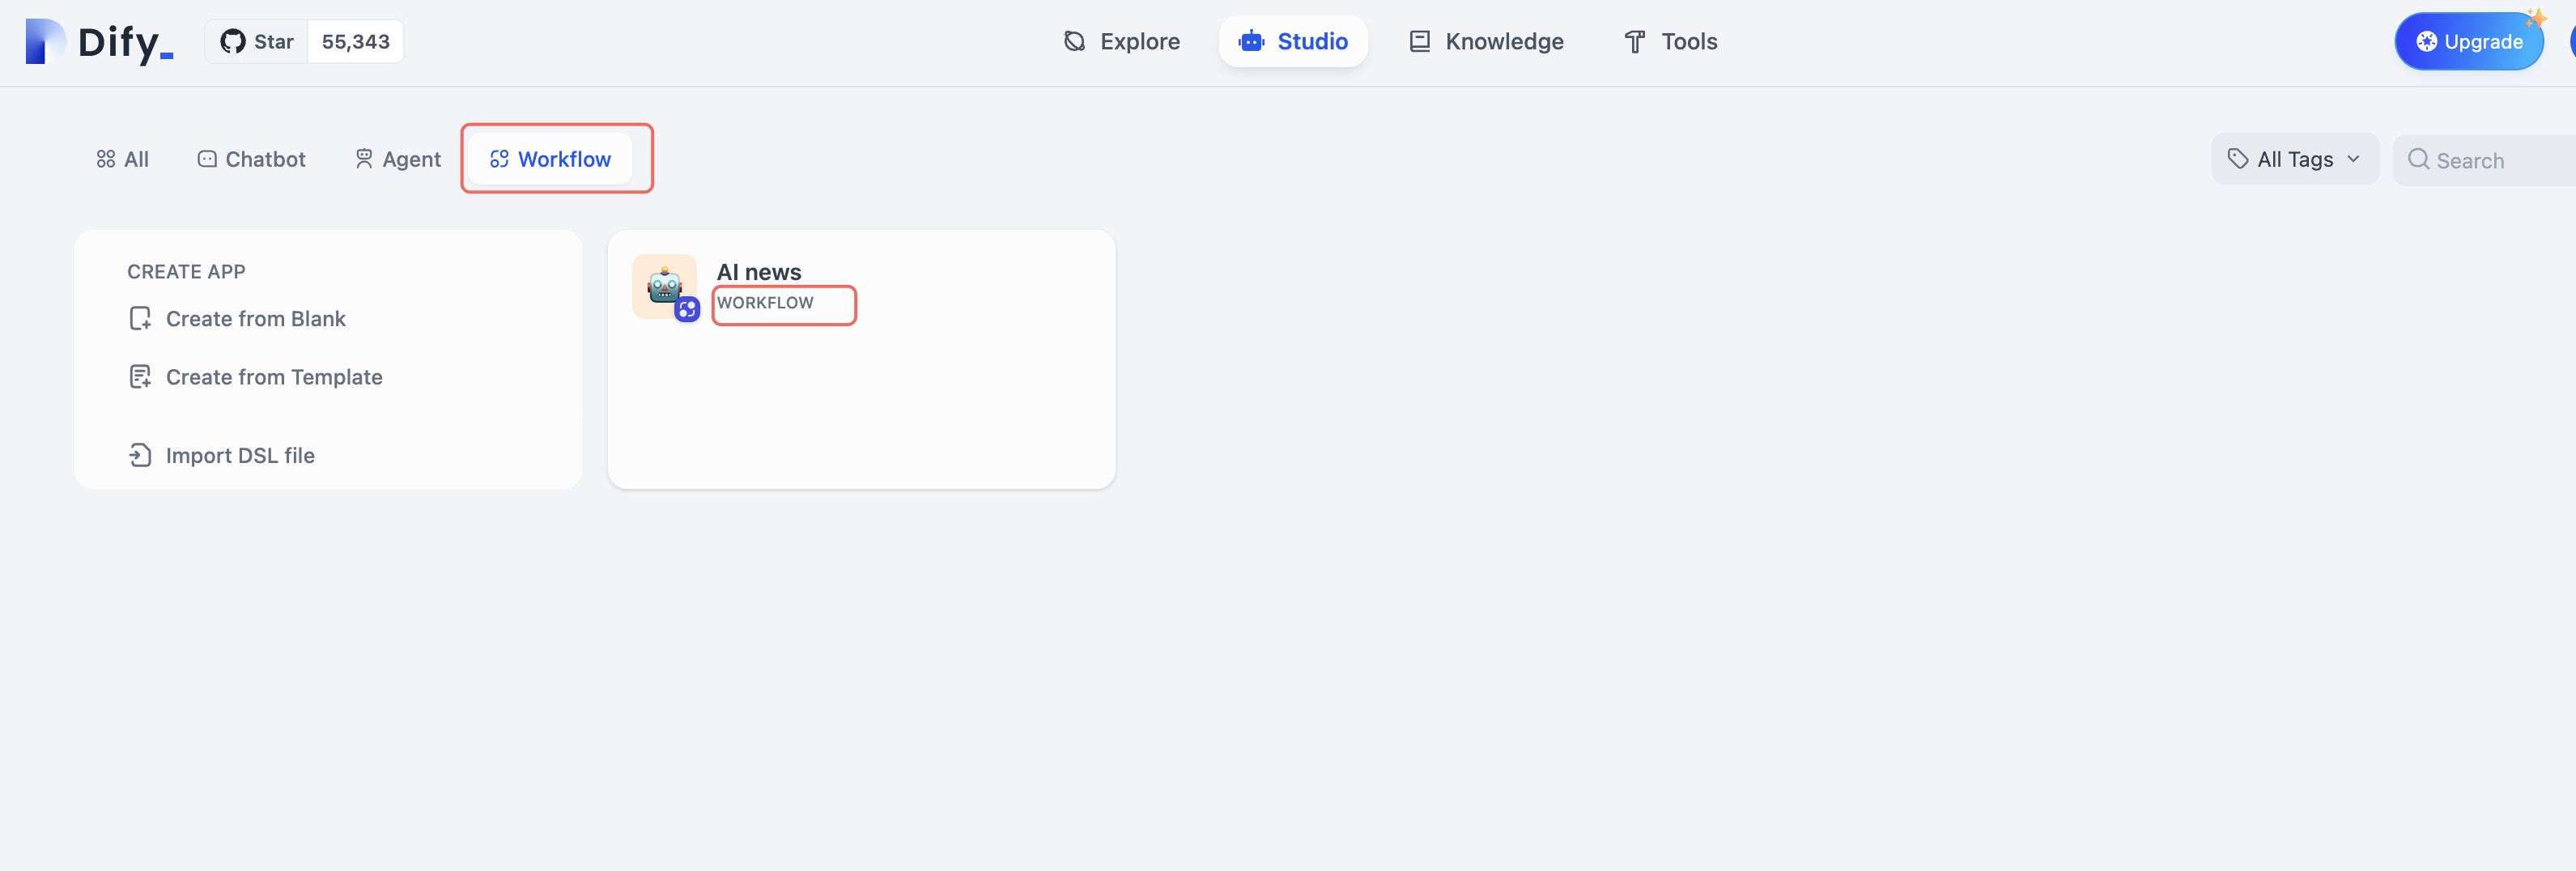 Dify_
Star 55,343
Explore
Studio
Knowledge
Tools
Upgrade
All
Chatbot
Agent
Workflow
All Tags
Search
CREATE APP
Create from Blank
Create from Template
Import DSL file
AI news
WORKFLOW